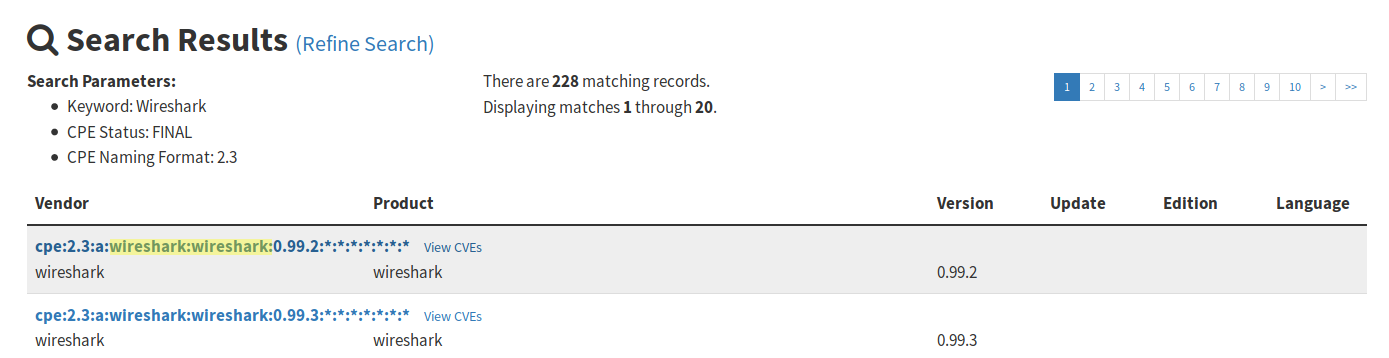 Search Results (Refine Search)
Search Parameters:
• Keyword: Wireshark
• CPE Status: FINAL
• CPE Naming Format: 2.3
There are 228 matching records.
Displaying matches 1 through 20.
1 2 3 4 5 6 7 8 9 10 > >>
Vendor Product Version Update Edition Language
cpe:2.3:a:wireshark:wireshark:0.99.2:*:*:*:*:*:*:* View CVEs
wireshark wireshark 0.99.2
cpe:2.3:a:wireshark:wireshark:0.99.3:*:*:*:*:*:*:* View CVEs
wireshark wireshark 0.99.3